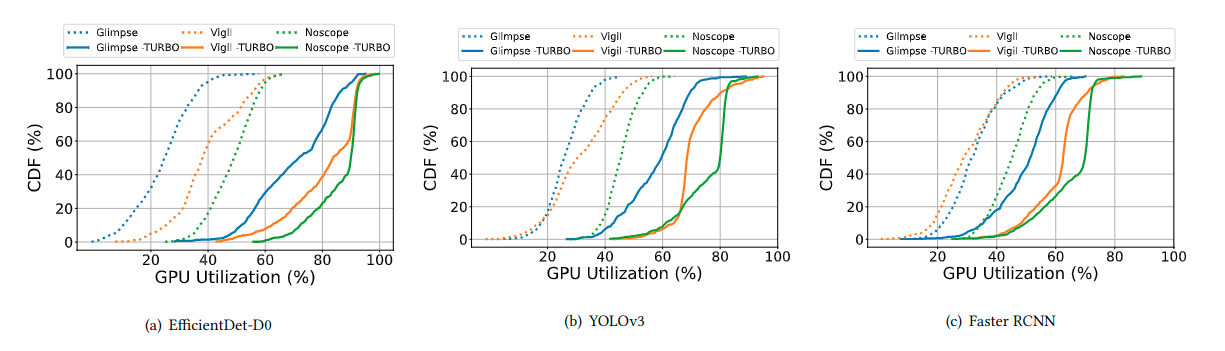 Glimpse Vigil Noscope
Glimpse -TURBO Vigil -TURBO Noscope -TURBO
100
80
60
40
20
0
CDF (%)
20 40 60 80 100
GPU Utilization (%)
(a) EfficientDet-D0
Glimpse Vigil Noscope
Glimpse -TURBO Vigil -TURBO Noscope -TURBO
100
80
60
40
20
0
CDF (%)
20 40 60 80 100
GPU Utilization (%)
(b) YOLOv3
Glimpse Vigil Noscope
Glimpse -TURBO Vigil -TURBO Noscope -TURBO
100
80
60
40
20
0
CDF (%)
20 40 60 80 100
GPU Utilization (%)
(c) Faster RCNN